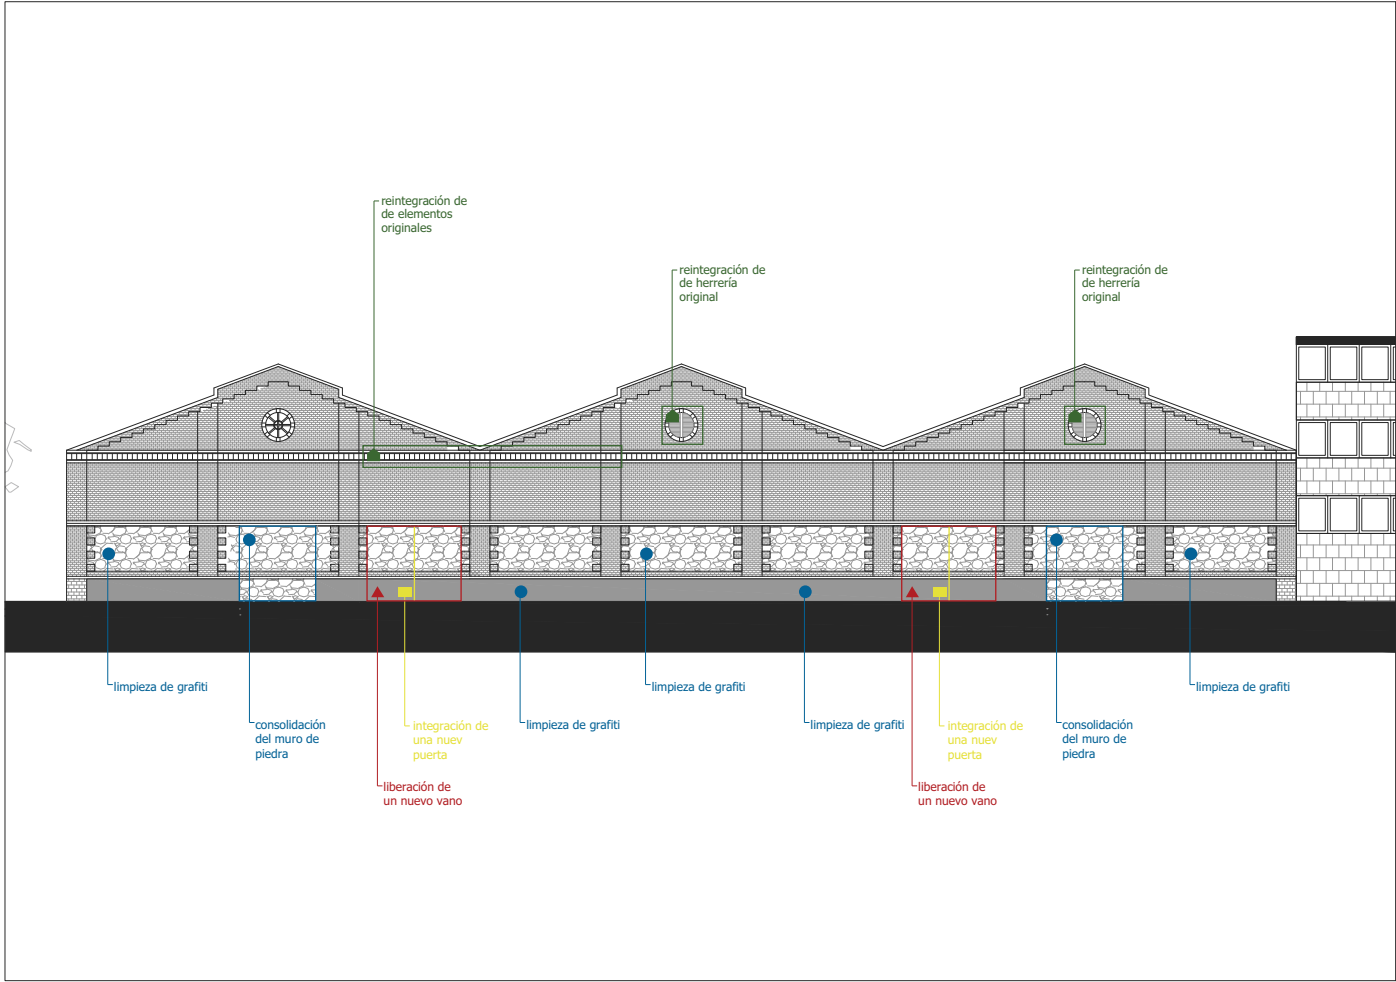 reintegración de
de elementos
originales
reintegración de
de herrería
original
reintegración de
de herrería
original
limpieza de grafiti
limpieza de grafiti
limpieza de grafiti
consolidación
del muro de
piedra
integración de
una nuev
puerta
limpieza de grafiti
limpieza de grafiti
integración de
una nuev
puerta
consolidación
del muro de
piedra
liberación de
un nuevo vano
liberación de
un nuevo vano